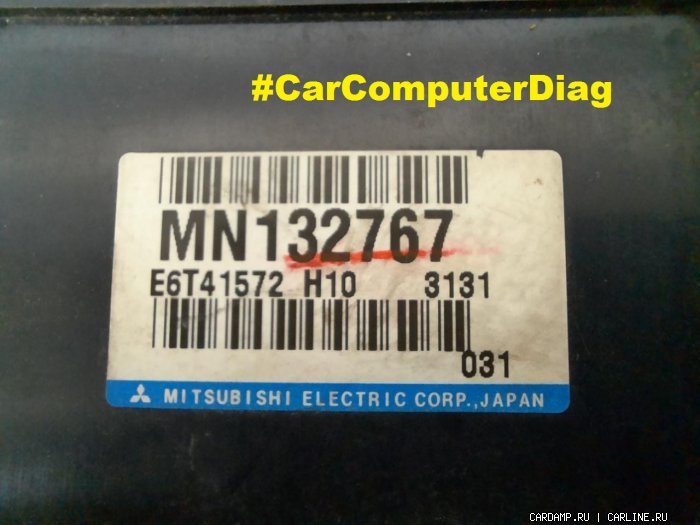 #CarComputerDiag
MN132767
E6T41572 H10 3131
031
MITSUBISHI ELECTRIC CORP.,JAPAN
CARDAMP.RU | CARLINE.RU